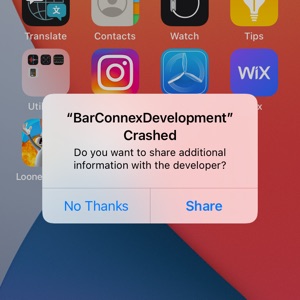 Translate Contacts Watch Tips
WiX
Util
x
Loone
“BarConnexDevelopment”
Crashed
Do you want to share additional
information with the developer?
No Thanks Share